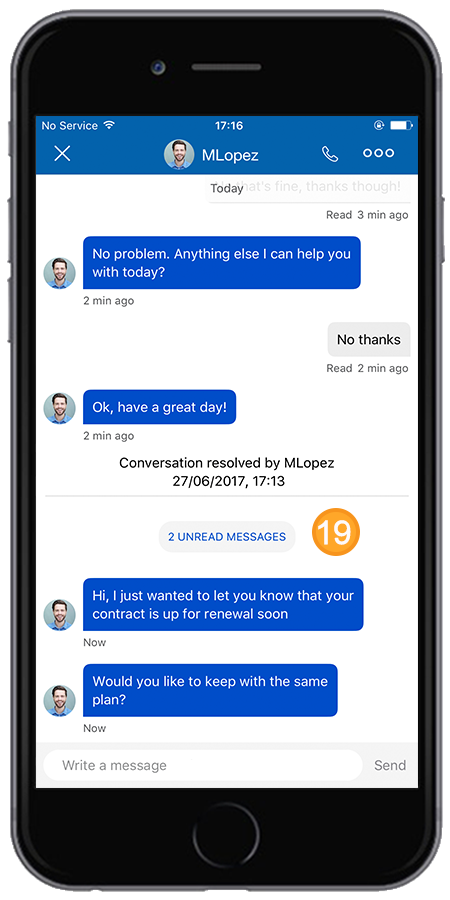 No Service 17:16
MLopez
Today that's fine, thanks though!
Read 3 min ago
No problem. Anything else I can help you
with today?
2 min ago
No thanks
Read 2 min ago
Ok, have a great day!
2 min ago
Conversation resolved by MLopez
27/06/2017, 17:13
2 UNREAD MESSAGES
19
Hi, I just wanted to let you know that your
contract is up for renewal soon
Now
Would you like to keep with the same
plan?
Now
Write a message Send